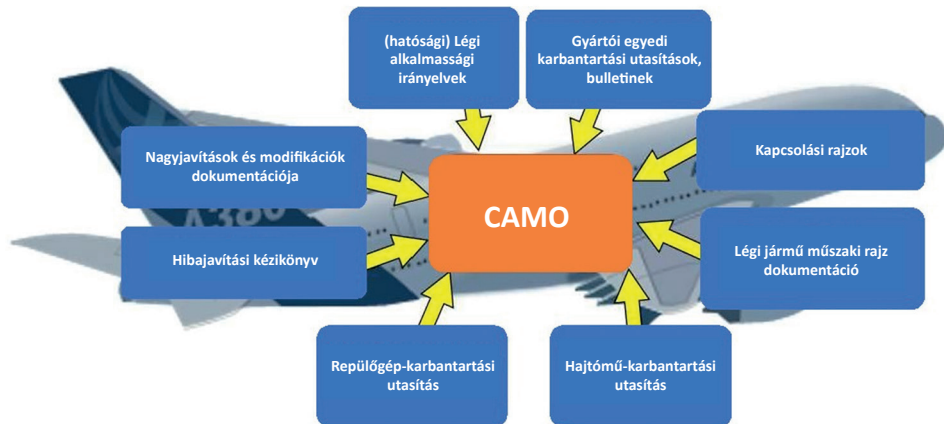 (hatósági) Légi
alkalmassági
irányelvek
Gyártói egyedi
karbantartási utasítások,
bulletinek
Nagyjavítások és modifikációk
dokumentációja
Kapcsolási rajzok
CAMO
A380
Hibajavítási kézikönyv
Légi jármű műszaki rajz
dokumentáció
Repülőgép-karbantartási
utasítás
Hajtómű-karbantartási
utasítás